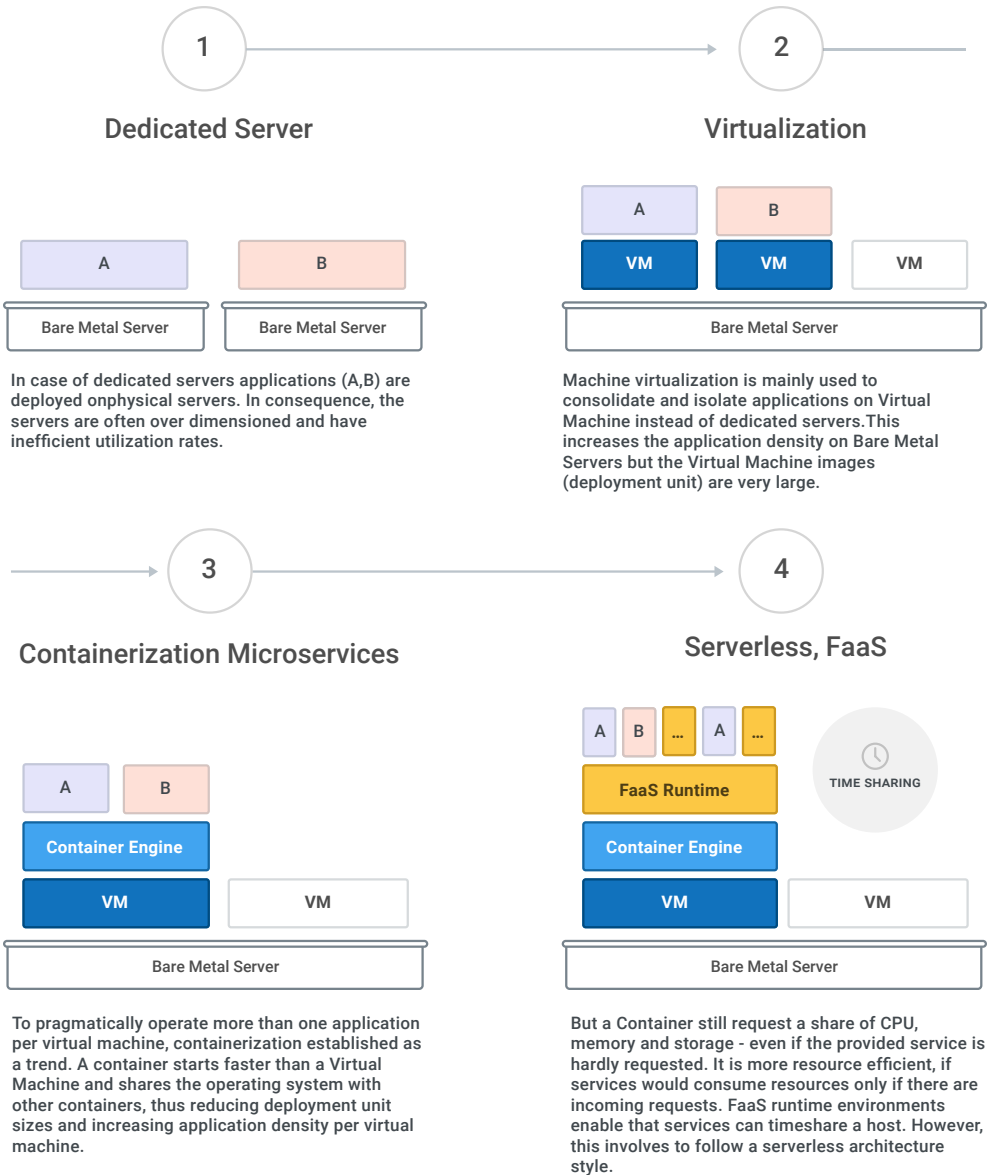 1
2
Dedicated Server
Virtualization
A
B
Bare Metal Server
Bare Metal Server
In case of dedicated servers applications (A,B) are
deployed onphysical servers. In consequence, the
servers are often over dimensioned and have
inefficient utilization rates.
A
B
VM
VM
VM
Bare Metal Server
Machine virtualization is mainly used to
consolidate and isolate applications on Virtual
Machine instead of dedicated servers.This
increases the application density on Bare Metal
Servers but the Virtual Machine images
(deployment unit) are very large.
3
4
Containerization Microservices
Serverless, FaaS
A
B
Container Engine
VM
VM
Bare Metal Server
To pragmatically operate more than one application
per virtual machine, containerization established as
a trend. A container starts faster than a Virtual
Machine and shares the operating system with
other containers, thus reducing deployment unit
sizes and increasing application density per virtual
machine.
A
B
...
A
...
FaaS Runtime
TIME SHARING
Container Engine
VM
VM
Bare Metal Server
But a Container still request a share of CPU,
memory and storage - even if the provided service is
hardly requested. It is more resource efficient, if
services would consume resources only if there are
incoming requests. FaaS runtime environments
enable that services can timeshare a host. However,
this involves to follow a serverless architecture
style.